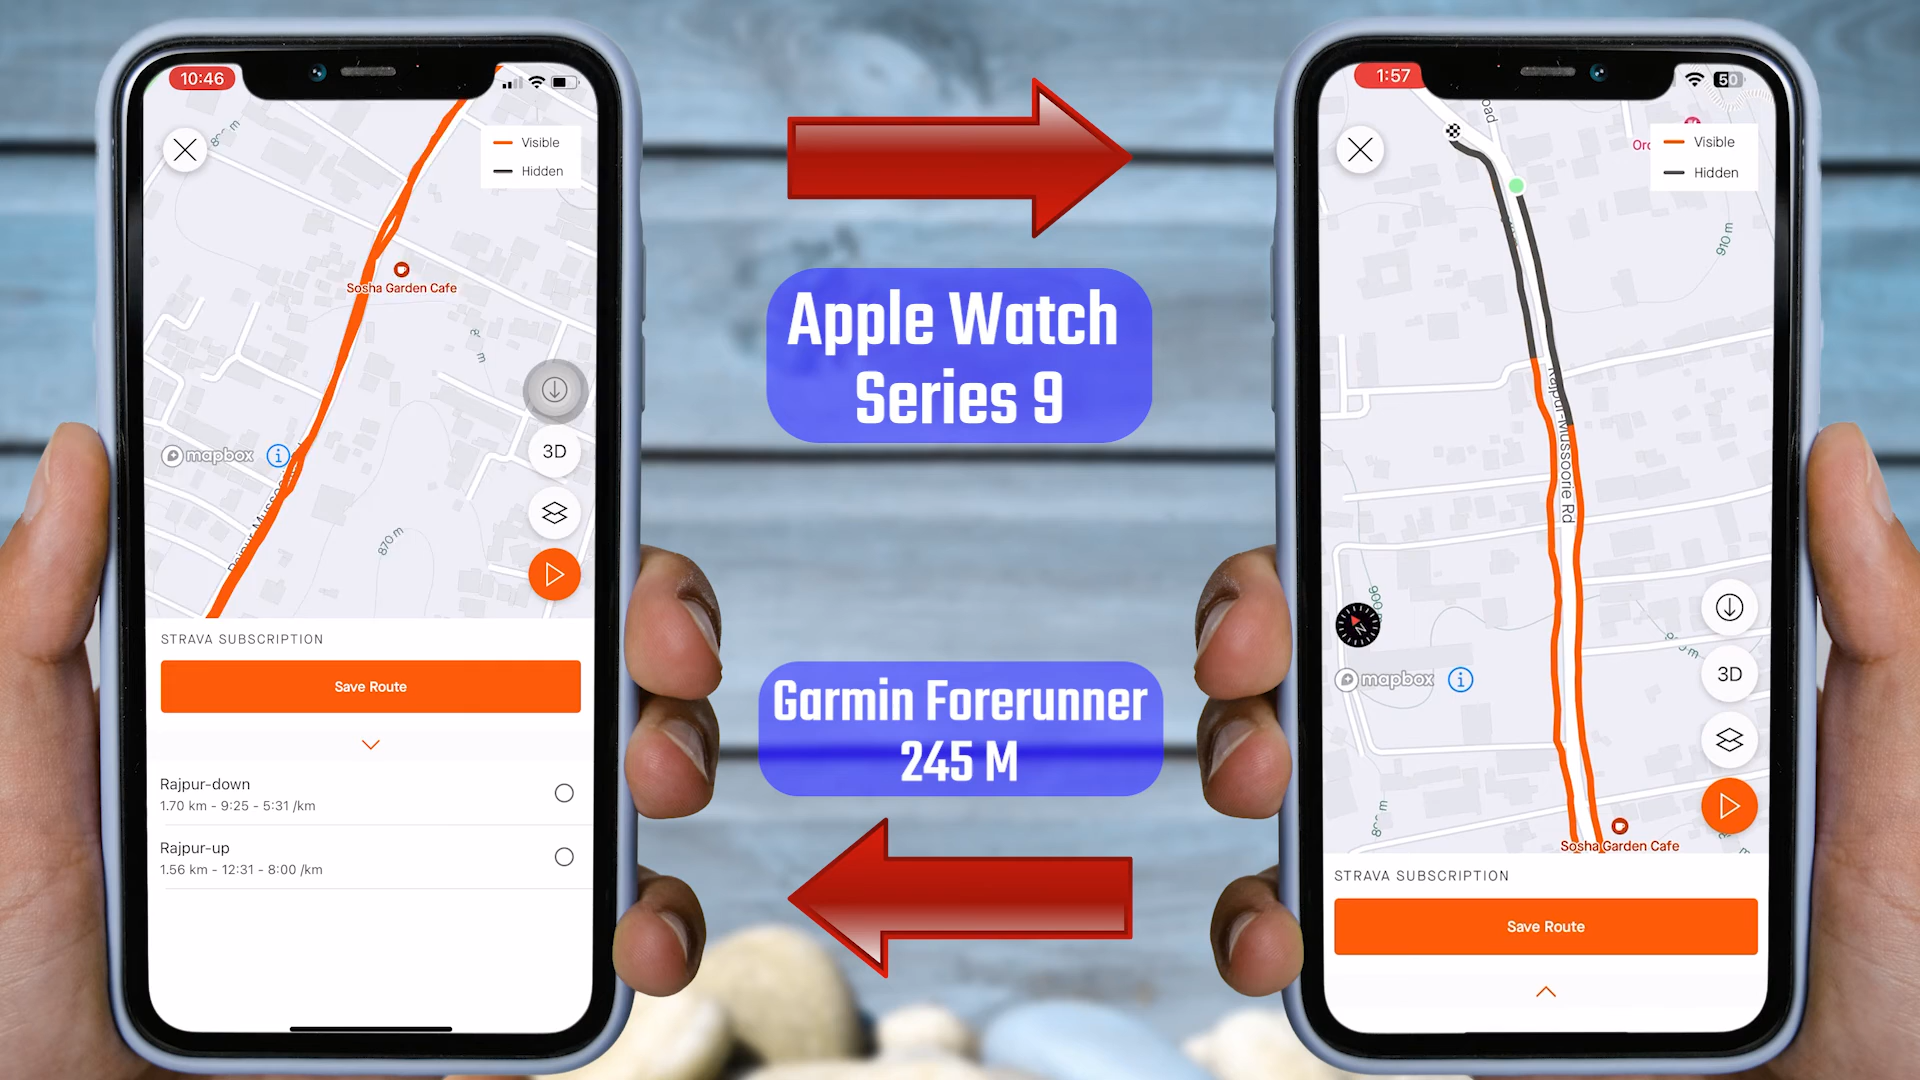 10:46
Visible
Hidden
Sosha Garden Cafe
mapbox
3D
870 m
STRAVA SUBSCRIPTION
Save Route
Rajpur-down
1.70 km - 9:25 - 5:31 /km
Rajpur-up
1.56 km - 12:31 - 8:00 /km
Apple Watch
Series 9
Garmin Forerunner
245 M
1:57
50
Visible
Hidden
910 m
Rajpur-Mussoorie Rd
N
mapbox
3D
Sosha Garden Cafe
STRAVA SUBSCRIPTION
Save Route